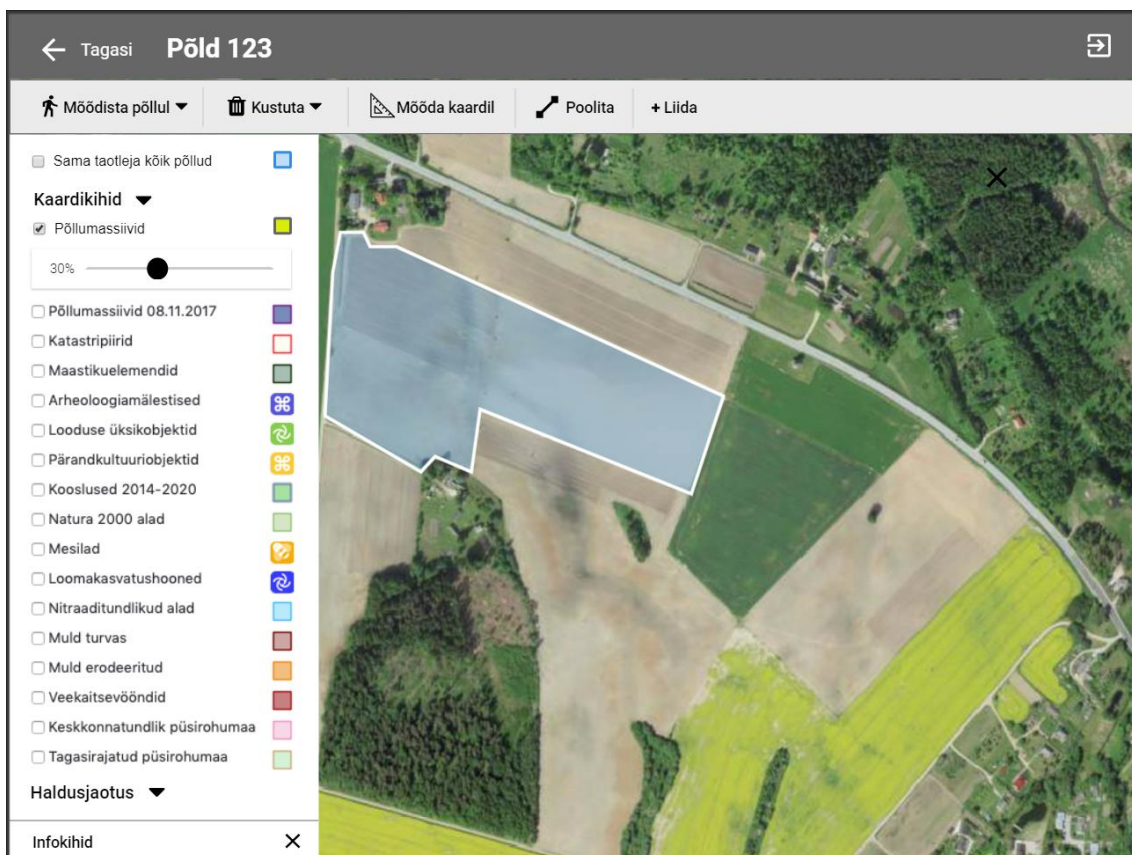 Tagasi Põld 123
Mõõdista põllul Kustuta Mõõda kaardil Poolita + Liida
Sama taotleja kõik põllud
Kaardikihid
Põllumassiivid
30%
Põllumassiivid 08.11.2017
Katastripiirid
Maastikuelemendid
Arheoloogiamälestised
Looduse üksikobjektid
Pärandkultuuriobjektid
Kooslused 2014-2020
Natura 2000 alad
Mesilad
Loomakasvatushooned
Nitraaditundlikud alad
Muld turvas
Muld erodeeritud
Veekaitsevööndid
Keskkonnatundlik püsirohumaa
Tagasirajatud püsirohumaa
Haldusjaotus
Infokihid